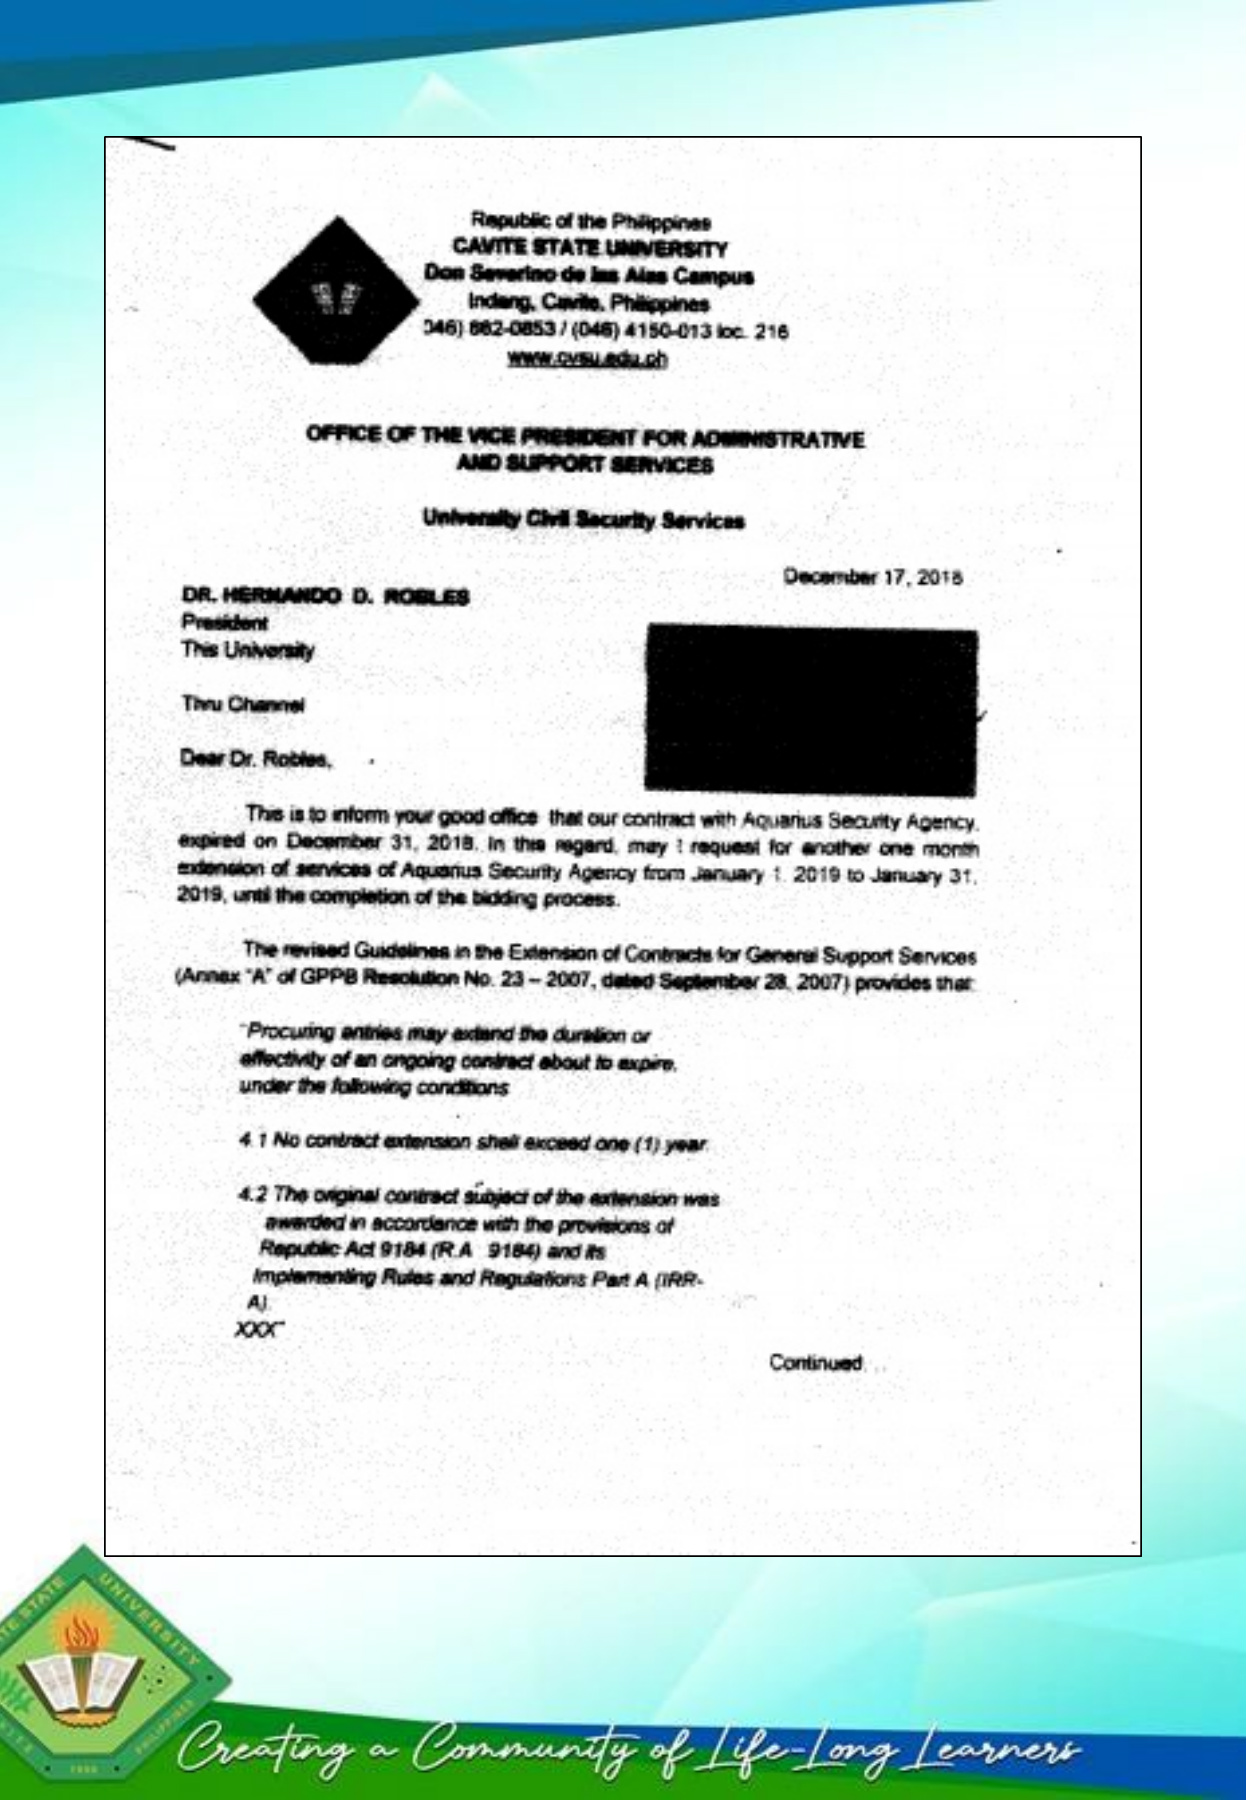 Republic of the Philippines
CAVITE STATE UNIVERSITY
Don Severino de las Alas Campus
Indang, Cavite, Philippines
046) 862-0853 / (046) 4150-013 loc. 216
www.cvsu.edu.ph
OFFICE OF THE VICE PRESIDENT FOR ADMINISTRATIVE
AND SUPPORT SERVICES
University Civil Security Services
December 17, 2018
DR. HERNANDO D. ROBLES
President
This University
Thru Channel
Dear Dr. Robles,
This is to inform your good office that our contract with Aquarius Security Agency,
expired on December 31, 2018. In this regard, may I request for another one month
extension of services of Aquarius Security Agency from January 1, 2019 to January 31,
2019, until the completion of the bidding process.
The revised Guidelines in the Extension of Contracts for General Support Services
(Annex "A" of GPPB Resolution No. 23 – 2007, dated September 28, 2007) provides that:
"Procuring entries may extend the duration or
effectivity of an ongoing contract about to expire,
under the following conditions
4.1 No contract extension shall exceed one (1) year.
4.2 The original contract subject of the extension was
awarded in accordance with the provisions of
Republic Act 9184 (R.A 9184) and its
Implementing Rules and Regulations Part A (IRR-
A).
XXX"
Continued. . .
STATE UNIVERSITY
PHILIPPINES
1906
Creating a Community of Life-Long Learners